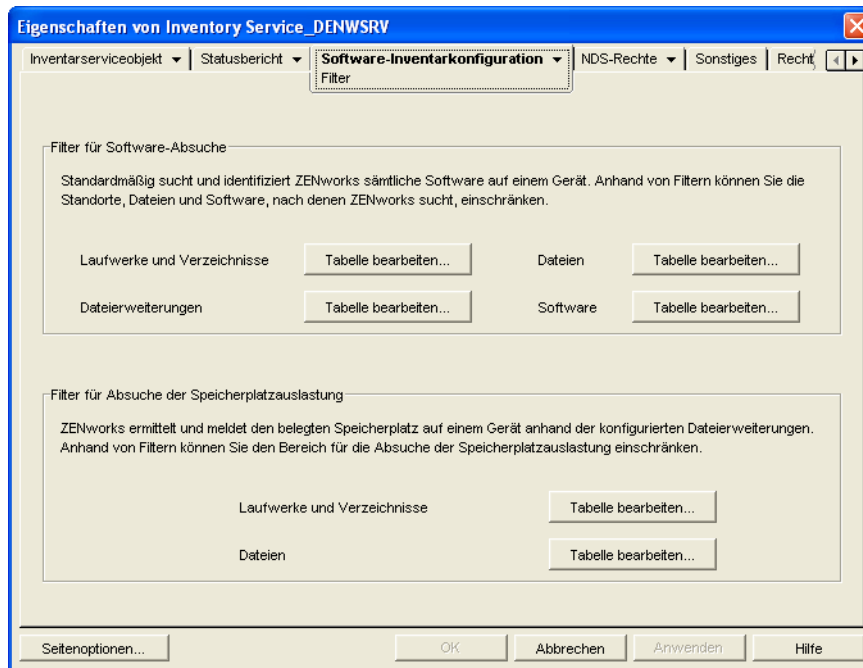 Eigenschaften von Inventory Service_DENWSRV
Inventarserviceobjekt
Statusbericht
Software-Inventarkonfiguration
Filter
NDS-Rechte
Sonstiges
Recht
Filter für Software-Absuche
Standardmäßig sucht und identifiziert ZENworks sämtliche Software auf einem Gerät. Anhand von Filtern können Sie die
Standorte, Dateien und Software, nach denen ZENworks sucht, einschränken.
Laufwerke und Verzeichnisse
Tabelle bearbeiten...
Dateien
Tabelle bearbeiten...
Dateierweiterungen
Tabelle bearbeiten...
Software
Tabelle bearbeiten...
Filter für Absuche der Speicherplatzauslastung
ZENworks ermittelt und meldet den belegten Speicherplatz auf einem Gerät anhand der konfigurierten Dateierweiterungen.
Anhand von Filtern können Sie den Bereich für die Absuche der Speicherplatzauslastung einschränken.
Laufwerke und Verzeichnisse
Tabelle bearbeiten...
Dateien
Tabelle bearbeiten...
Seitenoptionen...
OK
Abbrechen
Anwenden
Hilfe